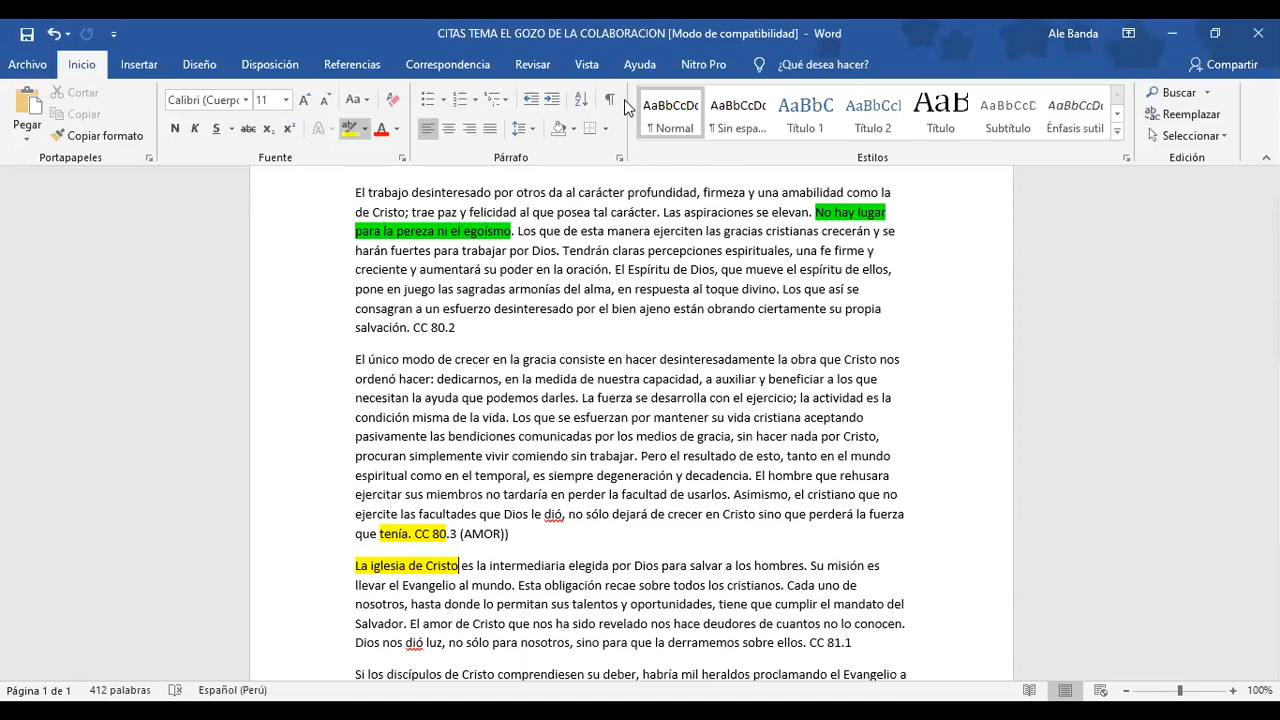 CITAS TEMA EL GOZO DE LA COLABORACION [Modo de compatibilidad] - Word
Ale Banda
Archivo Inicio Insertar Diseño Disposición Referencias Correspondencia Revisar Vista Ayuda Nitro Pro ¿Qué desea hacer? Compartir
Pegar
Cortar
Copiar
Copiar formato
Portapapeles
Calibri (Cuerpo 11
Aa
N K S abc x₂ x²
Fuente
Párrafo
AaBbCcDc AaBbCcDc AaBbC AaBbCcC AaB AaBbCcD AaBbCcDc
¶ Normal ¶ Sin espa... Título 1 Título 2 Título Subtítulo Énfasis sutil
Estilos
Buscar
Reemplazar
Seleccionar
Edición
El trabajo desinteresado por otros da al carácter profundidad, firmeza y una amabilidad como la
de Cristo; trae paz y felicidad al que posea tal carácter. Las aspiraciones se elevan. No hay lugar
para la pereza ni el egoísmo. Los que de esta manera ejerciten las gracias cristianas crecerán y se
harán fuertes para trabajar por Dios. Tendrán claras percepciones espirituales, una fe firme y
creciente y aumentará su poder en la oración. El Espíritu de Dios, que mueve el espíritu de ellos,
pone en juego las sagradas armonías del alma, en respuesta al toque divino. Los que así se
consagran a un esfuerzo desinteresado por el bien ajeno están obrando ciertamente su propia
salvación. CC 80.2
El único modo de crecer en la gracia consiste en hacer desinteresadamente la obra que Cristo nos
ordenó hacer: dedicarnos, en la medida de nuestra capacidad, a auxiliar y beneficiar a los que
necesitan la ayuda que podemos darles. La fuerza se desarrolla con el ejercicio; la actividad es la
condición misma de la vida. Los que se esfuerzan por mantener su vida cristiana aceptando
pasivamente las bendiciones comunicadas por los medios de gracia, sin hacer nada por Cristo,
procuran simplemente vivir comiendo sin trabajar. Pero el resultado de esto, tanto en el mundo
espiritual como en el temporal, es siempre degeneración y decadencia. El hombre que rehusara
ejercitar sus miembros no tardaría en perder la facultad de usarlos. Asimismo, el cristiano que no
ejercite las facultades que Dios le dió, no sólo dejará de crecer en Cristo sino que perderá la fuerza
que tenía. CC 80.3 (AMOR))
La iglesia de Cristo es la intermediaria elegida por Dios para salvar a los hombres. Su misión es
llevar el Evangelio al mundo. Esta obligación recae sobre todos los cristianos. Cada uno de
nosotros, hasta donde lo permitan sus talentos y oportunidades, tiene que cumplir el mandato del
Salvador. El amor de Cristo que nos ha sido revelado nos hace deudores de cuantos no lo conocen.
Dios nos dió luz, no sólo para nosotros, sino para que la derramemos sobre ellos. CC 81.1
Si los discípulos de Cristo comprendiesen su deber, habría mil heraldos proclamando el Evangelio a
Página 1 de 1 412 palabras Español (Perú) 100%